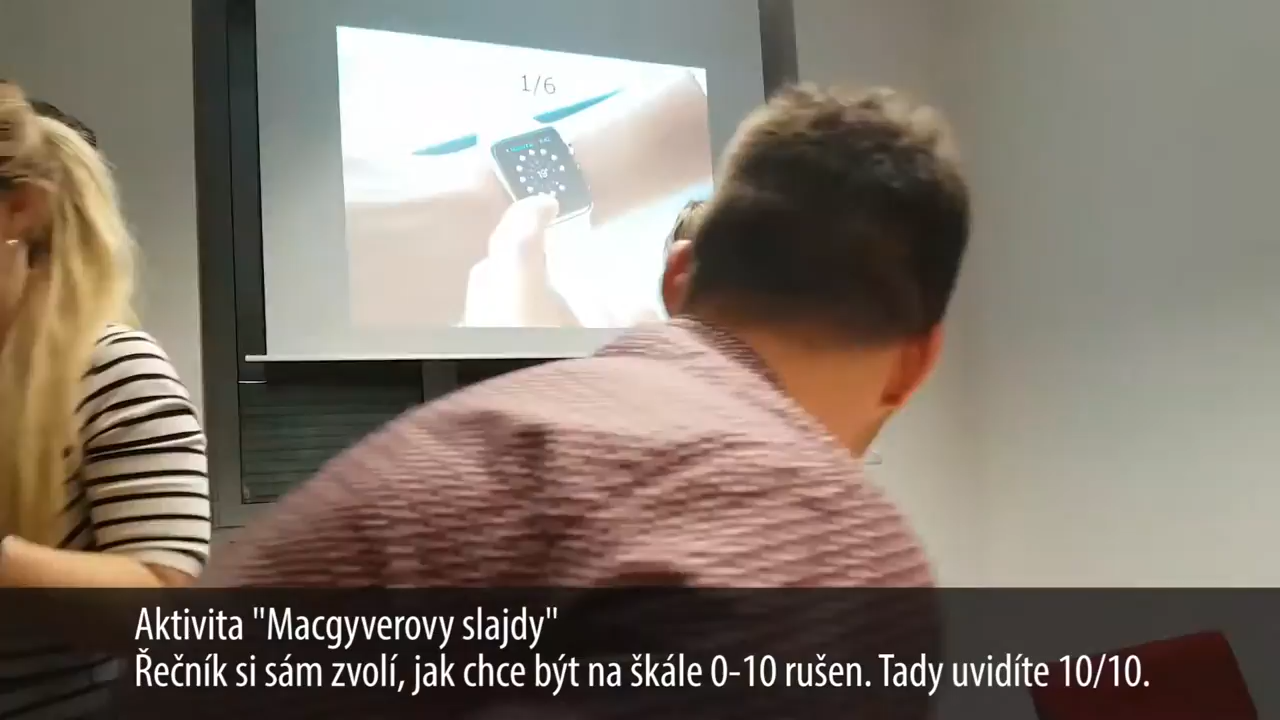 1/6
Aktivita "Macgyverovy slajdy"
Řečník si sám zvolí, jak chce být na škále 0-10 rušen. Tady uvidíte 10/10.